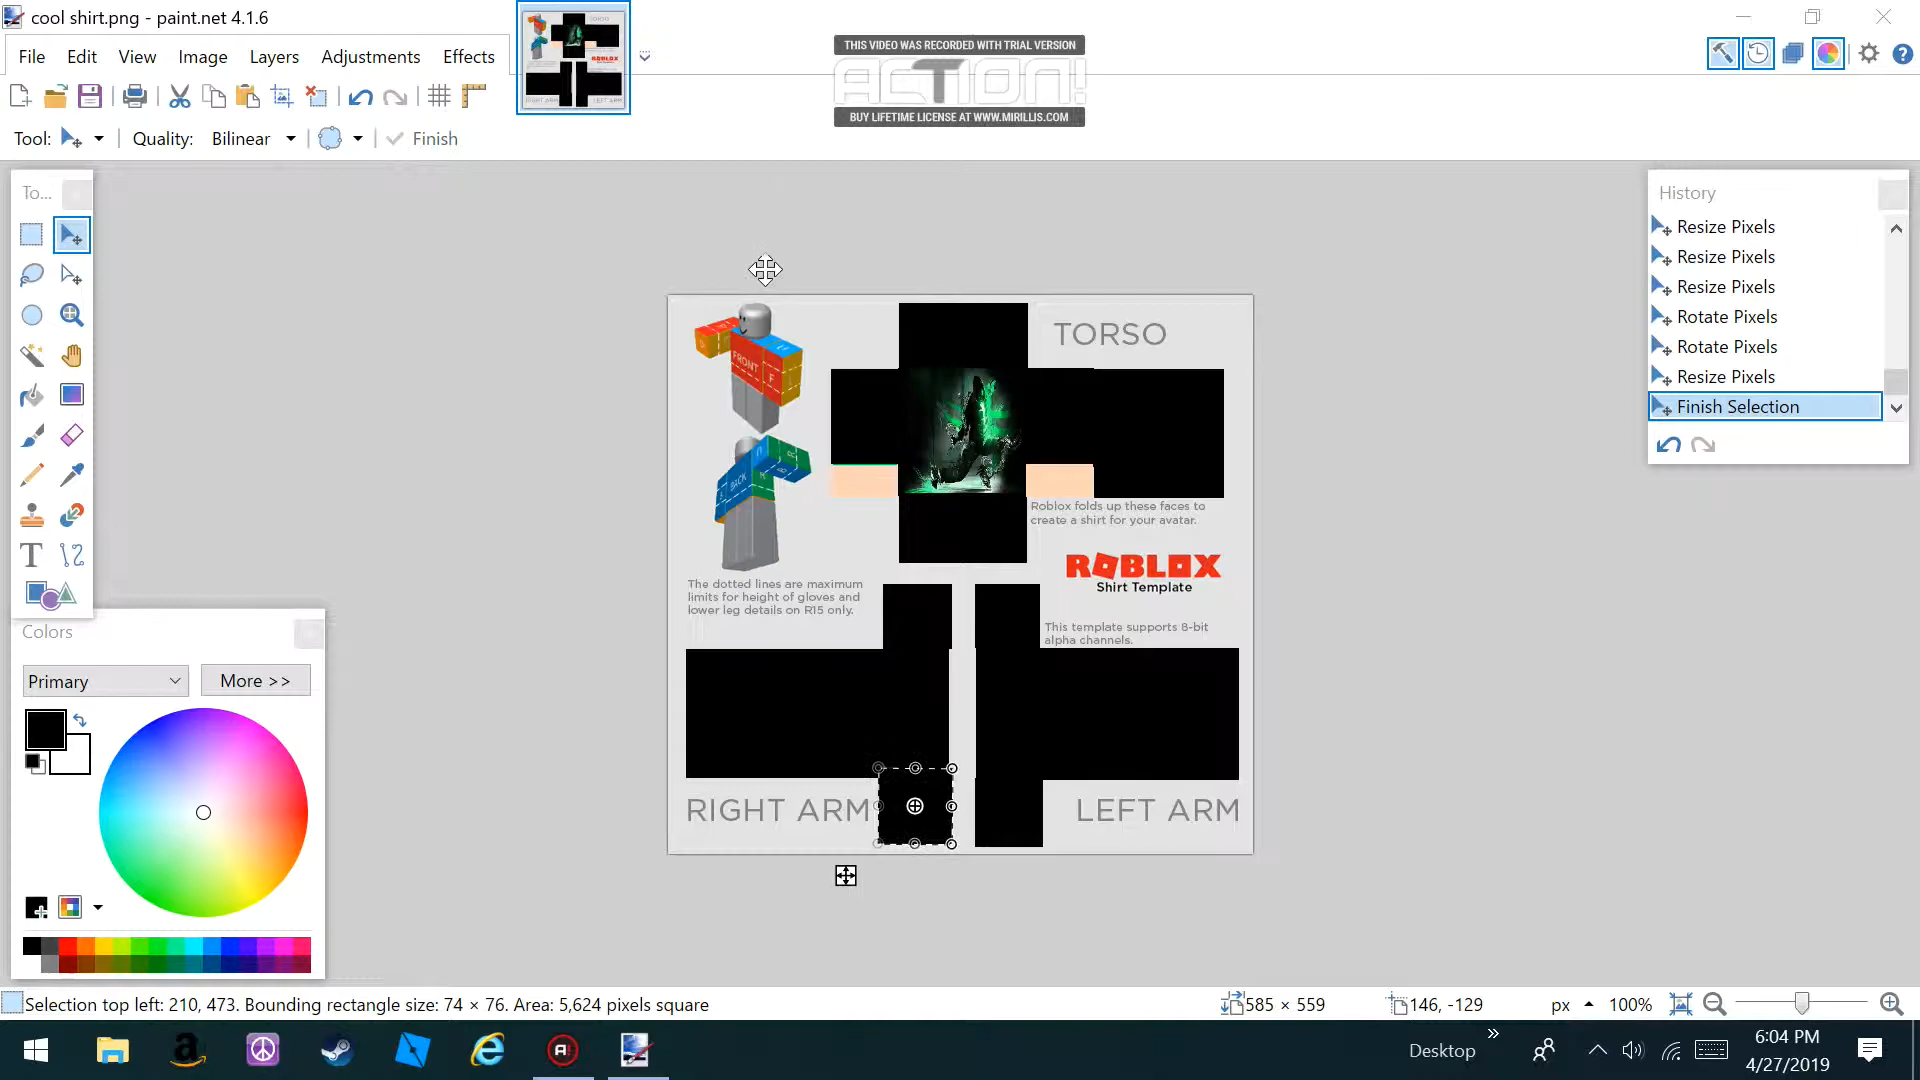 cool shirt.png - paint.net 4.1.6
File Edit View Image Layers Adjustments Effects
THIS VIDEO WAS RECORDED WITH TRIAL VERSION
ACTION!
BUY LIFETIME LICENSE AT WWW.MIRILLIS.COM
Tool: Quality: Bilinear Finish
To...
History
Resize Pixels
Resize Pixels
Resize Pixels
Rotate Pixels
Rotate Pixels
Resize Pixels
Finish Selection
TORSO
FRONT
BACK
Roblox folds up these faces to
create a shirt for your avatar.
ROBLOX
Shirt Template
The dotted lines are maximum
limits for height of gloves and
lower leg details on R15 only.
This template supports 8-bit
alpha channels.
RIGHT ARM
LEFT ARM
Colors
Primary
More >>
Selection top left: 210, 473. Bounding rectangle size: 74 × 76. Area: 5,624 pixels square
585 × 559
146, -129
px
100%
Desktop
6:04 PM
4/27/2019